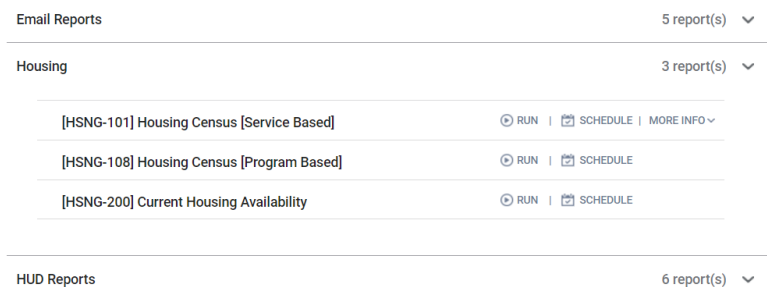 Email Reports 5 report(s)
Housing 3 report(s)
[HSNG-101] Housing Census [Service Based] RUN | SCHEDULE | MORE INFO
[HSNG-108] Housing Census [Program Based] RUN | SCHEDULE
[HSNG-200] Current Housing Availability RUN | SCHEDULE
HUD Reports 6 report(s)